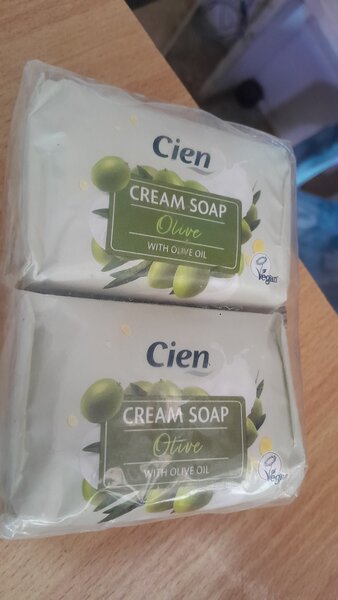 Cien
CREAM SOAP
Olive
WITH OLIVE OIL
Vegan
Cien
CREAM SOAP
Olive
WITH OLIVE OIL
Vegan